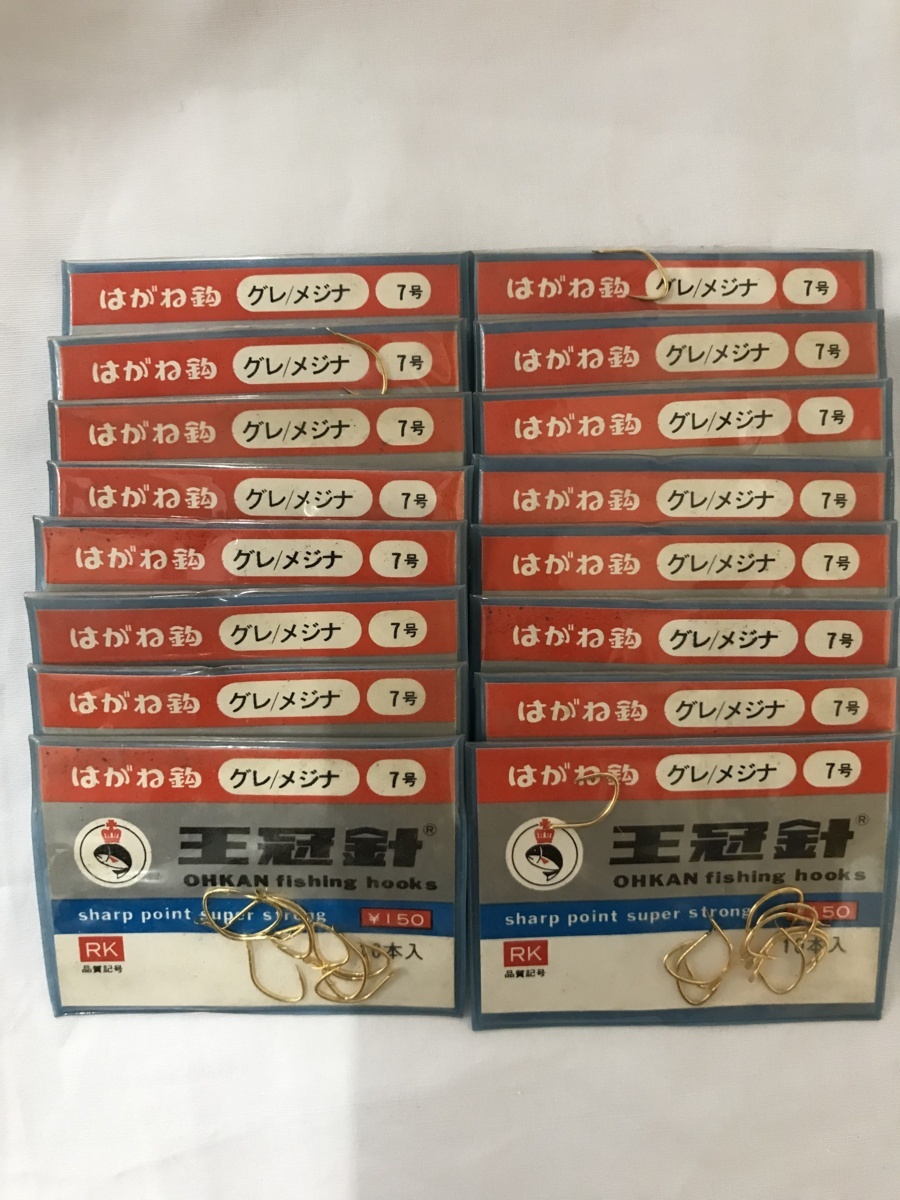 はがね鈎 グレ/メジナ 7号
はがね鈎 グレ/メジナ 7号
はがね鈎 グレ/メジナ 7号
はがね鈎 グレ/メジナ 7号
はがね鈎 グレ/メジナ 7号
はがね鈎 グレ/メジナ 7号
はがね鈎 グレ/メジナ 7号
はがね鈎 グレ/メジナ 7号
王冠針®
OHKAN fishing hooks
sharp point super strong ¥150
RK
品質記号
本入
はがね鈎 グレ/メジナ 7号
はがね鈎 グレ/メジナ 7号
はがね鈎 グレ/メジナ 7号
はがね鈎 グレ/メジナ 7号
はがね鈎 グレ/メジナ 7号
はがね鈎 グレ/メジナ 7号
はがね鈎 グレ/メジナ 7号
はがね鈎 グレ/メジナ 7号
王冠針®
OHKAN fishing hooks
sharp point super strong ¥150
RK
品質記号
本入